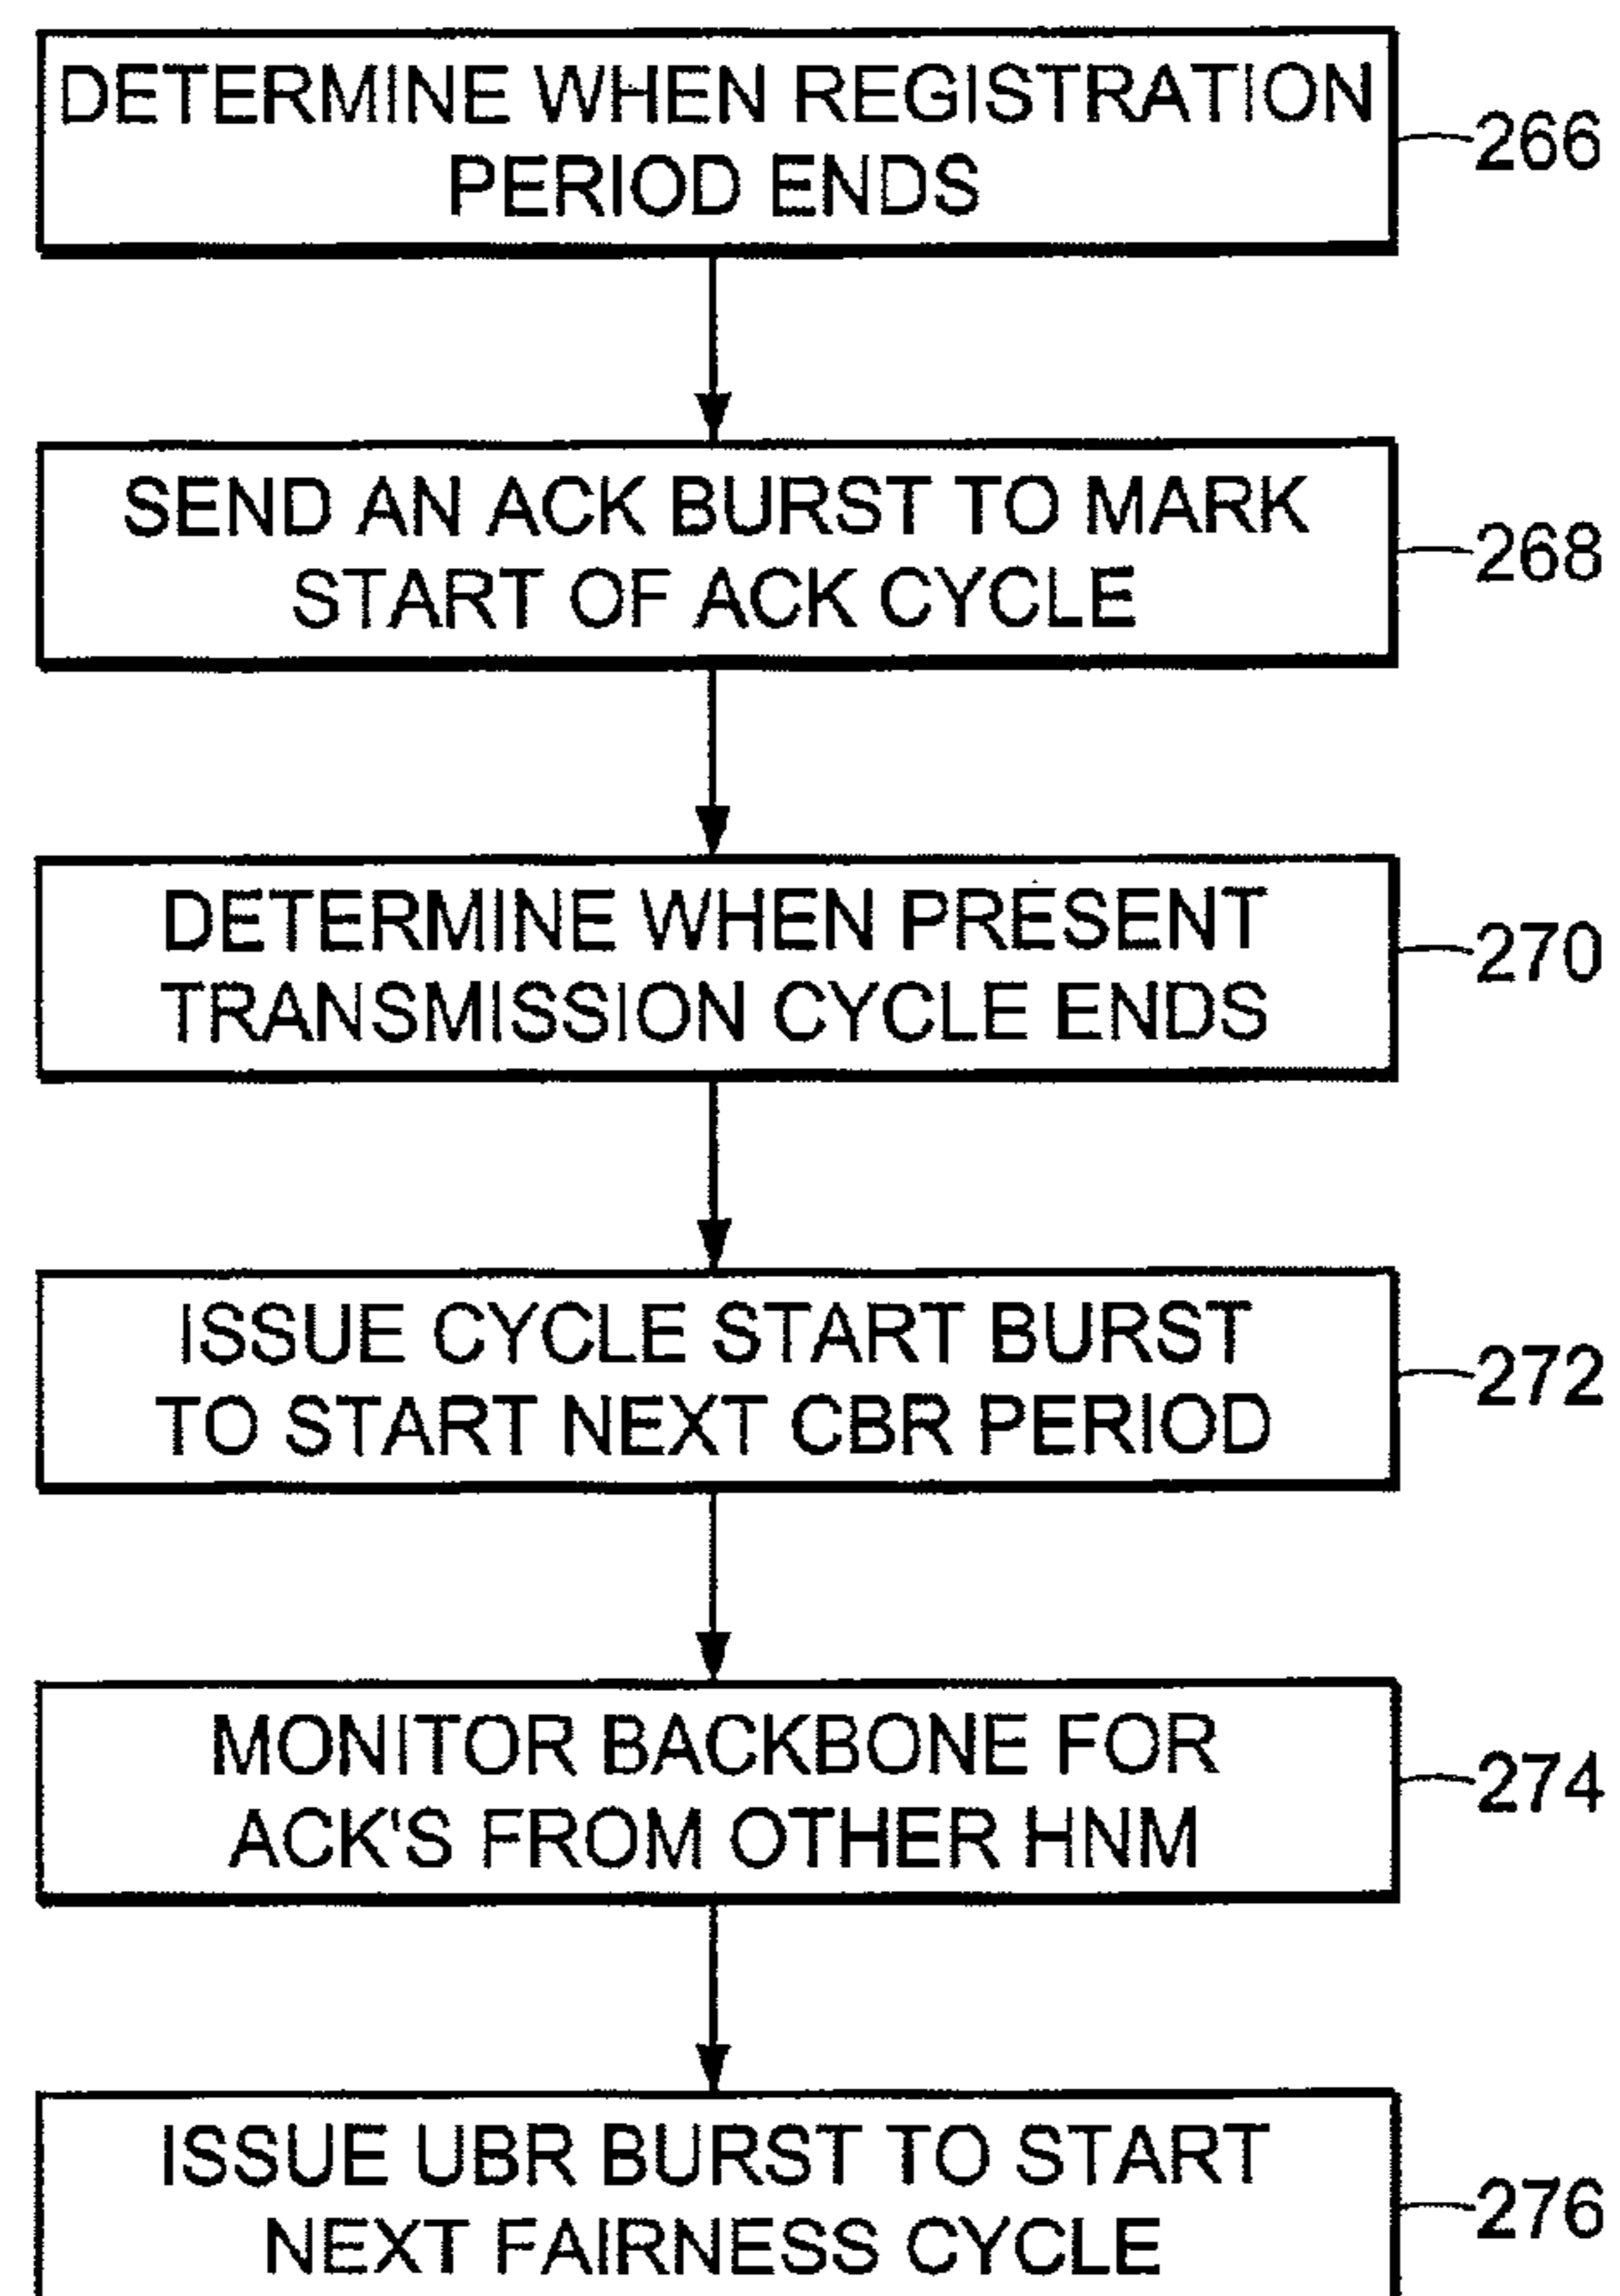 DETERMINE WHEN REGISTRATION
PERIOD ENDS
266
SEND AN ACK BURST TO MARK
START OF ACK CYCLE
268
DETERMINE WHEN PRESENT
TRANSMISSION CYCLE ENDS
270
ISSUE CYCLE START BURST
TO START NEXT CBR PERIOD
272
MONITOR BACKBONE FOR
ACK'S FROM OTHER HNM
274
ISSUE UBR BURST TO START
NEXT FAIRNESS CYCLE
276